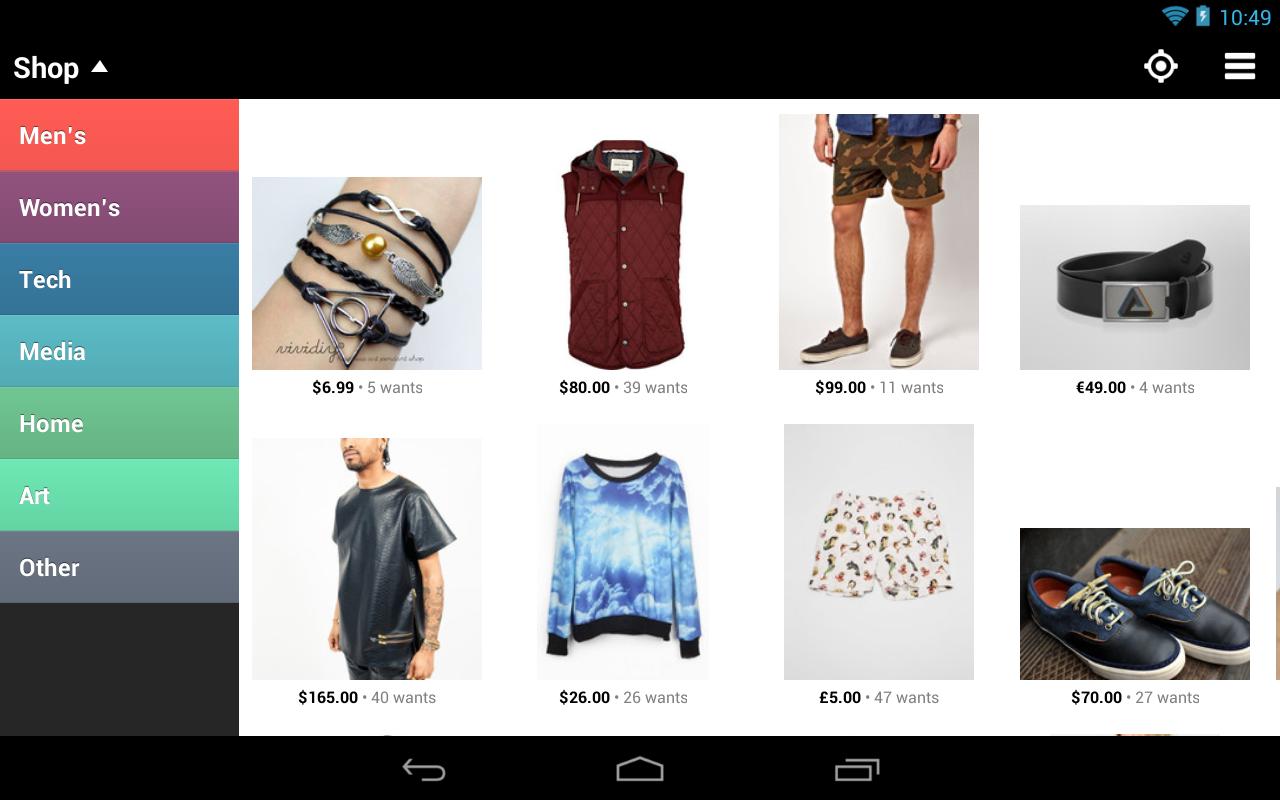 10:49
Shop
Men's
Women's
Tech
Media
Home
Art
Other
vividiy
$6.99 • 5 wants
$80.00 • 39 wants
$99.00 • 11 wants
€49.00 • 4 wants
$165.00 • 40 wants
$26.00 • 26 wants
£5.00 • 47 wants
$70.00 • 27 wants